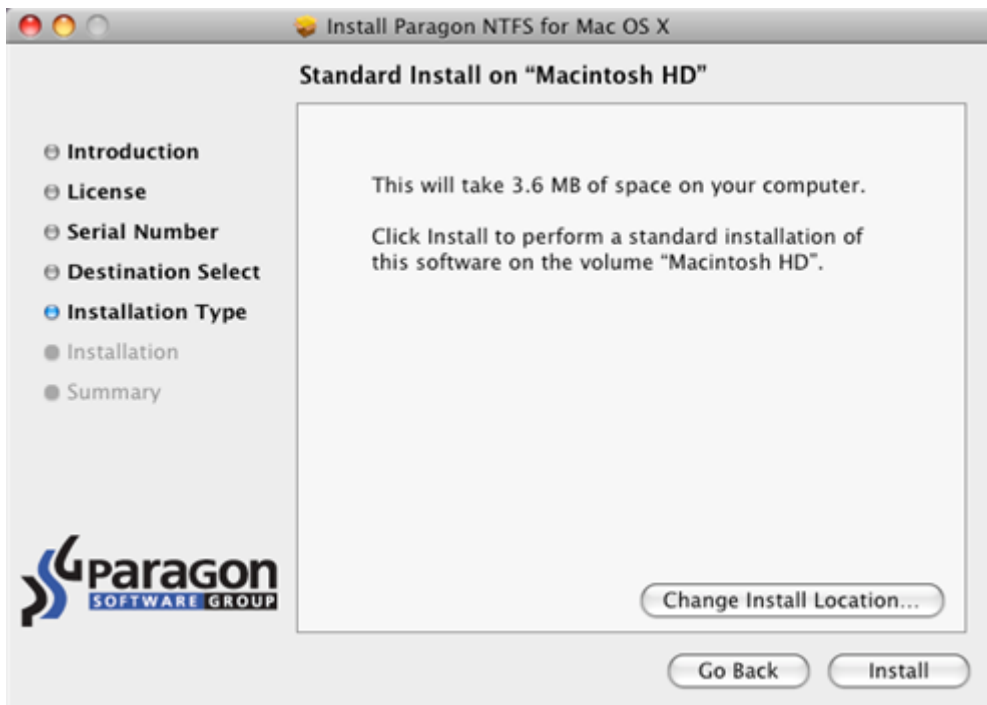 Install Paragon NTFS for Mac OS X
Standard Install on “Macintosh HD”
Introduction
License
Serial Number
Destination Select
Installation Type
Installation
Summary
This will take 3.6 MB of space on your computer.
Click Install to perform a standard installation of
this software on the volume “Macintosh HD”.
paragon
SOFTWARE GROUP
Change Install Location...
Go Back
Install